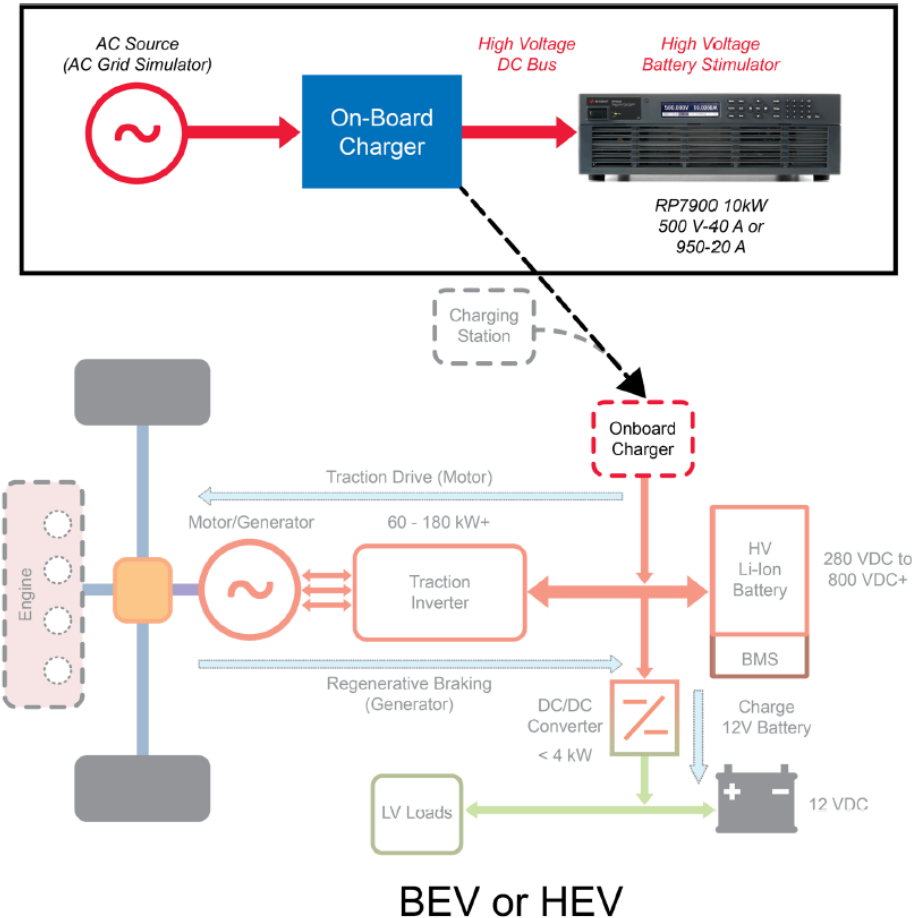 AC Source
(AC Grid Simulator)
High Voltage
DC Bus
High Voltage
Battery Stimulator
On-Board
Charger
RP7900 10kW
500 V-40 A or
950-20 A
Charging
Station
Onboard
Charger
Traction Drive (Motor)
Motor/Generator
60 - 180 kW+
Engine
Traction
Inverter
HV
Li-Ion
Battery
280 VDC to
800 VDC+
BMS
Regenerative Braking
(Generator)
DC/DC
Converter
< 4 kW
Charge
12V Battery
LV Loads
12 VDC
BEV or HEV